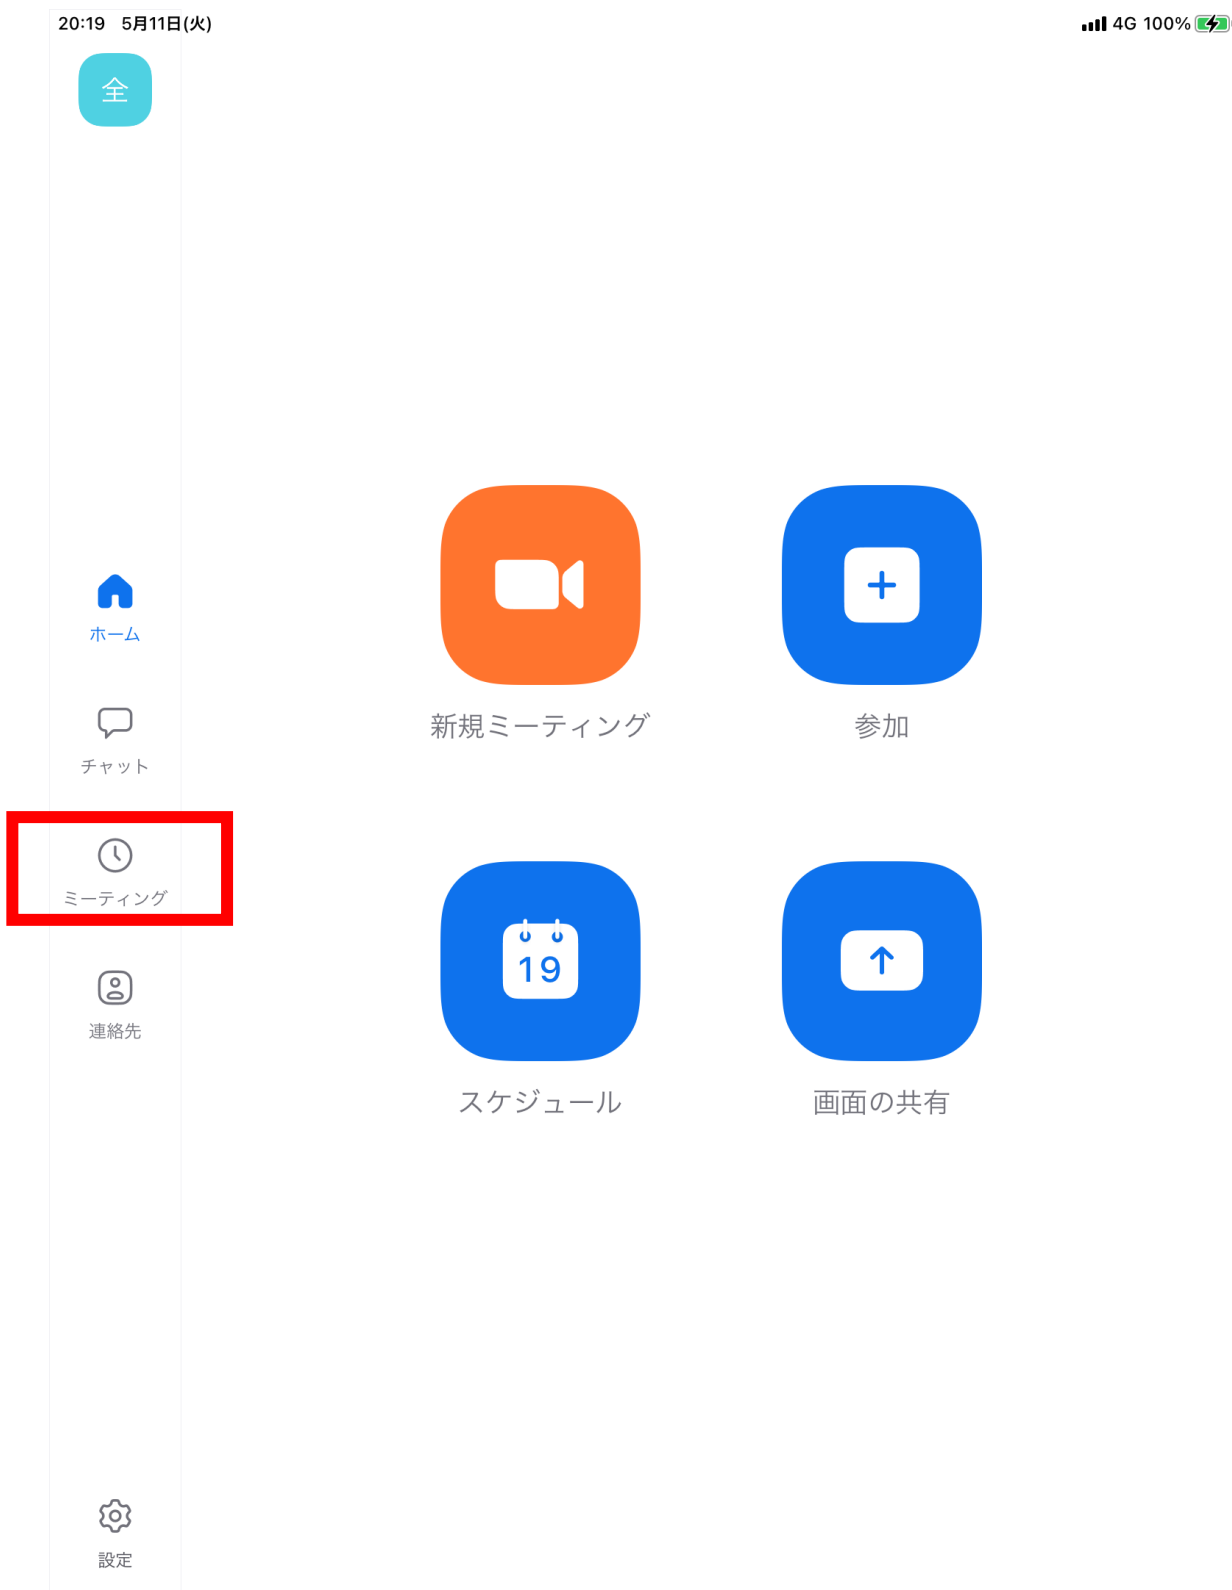 20:19 5月11日(火)
4G 100%
全
ホーム
チャット
ミーティング
連絡先
設定
新規ミーティング
参加
19
スケジュール
画面の共有